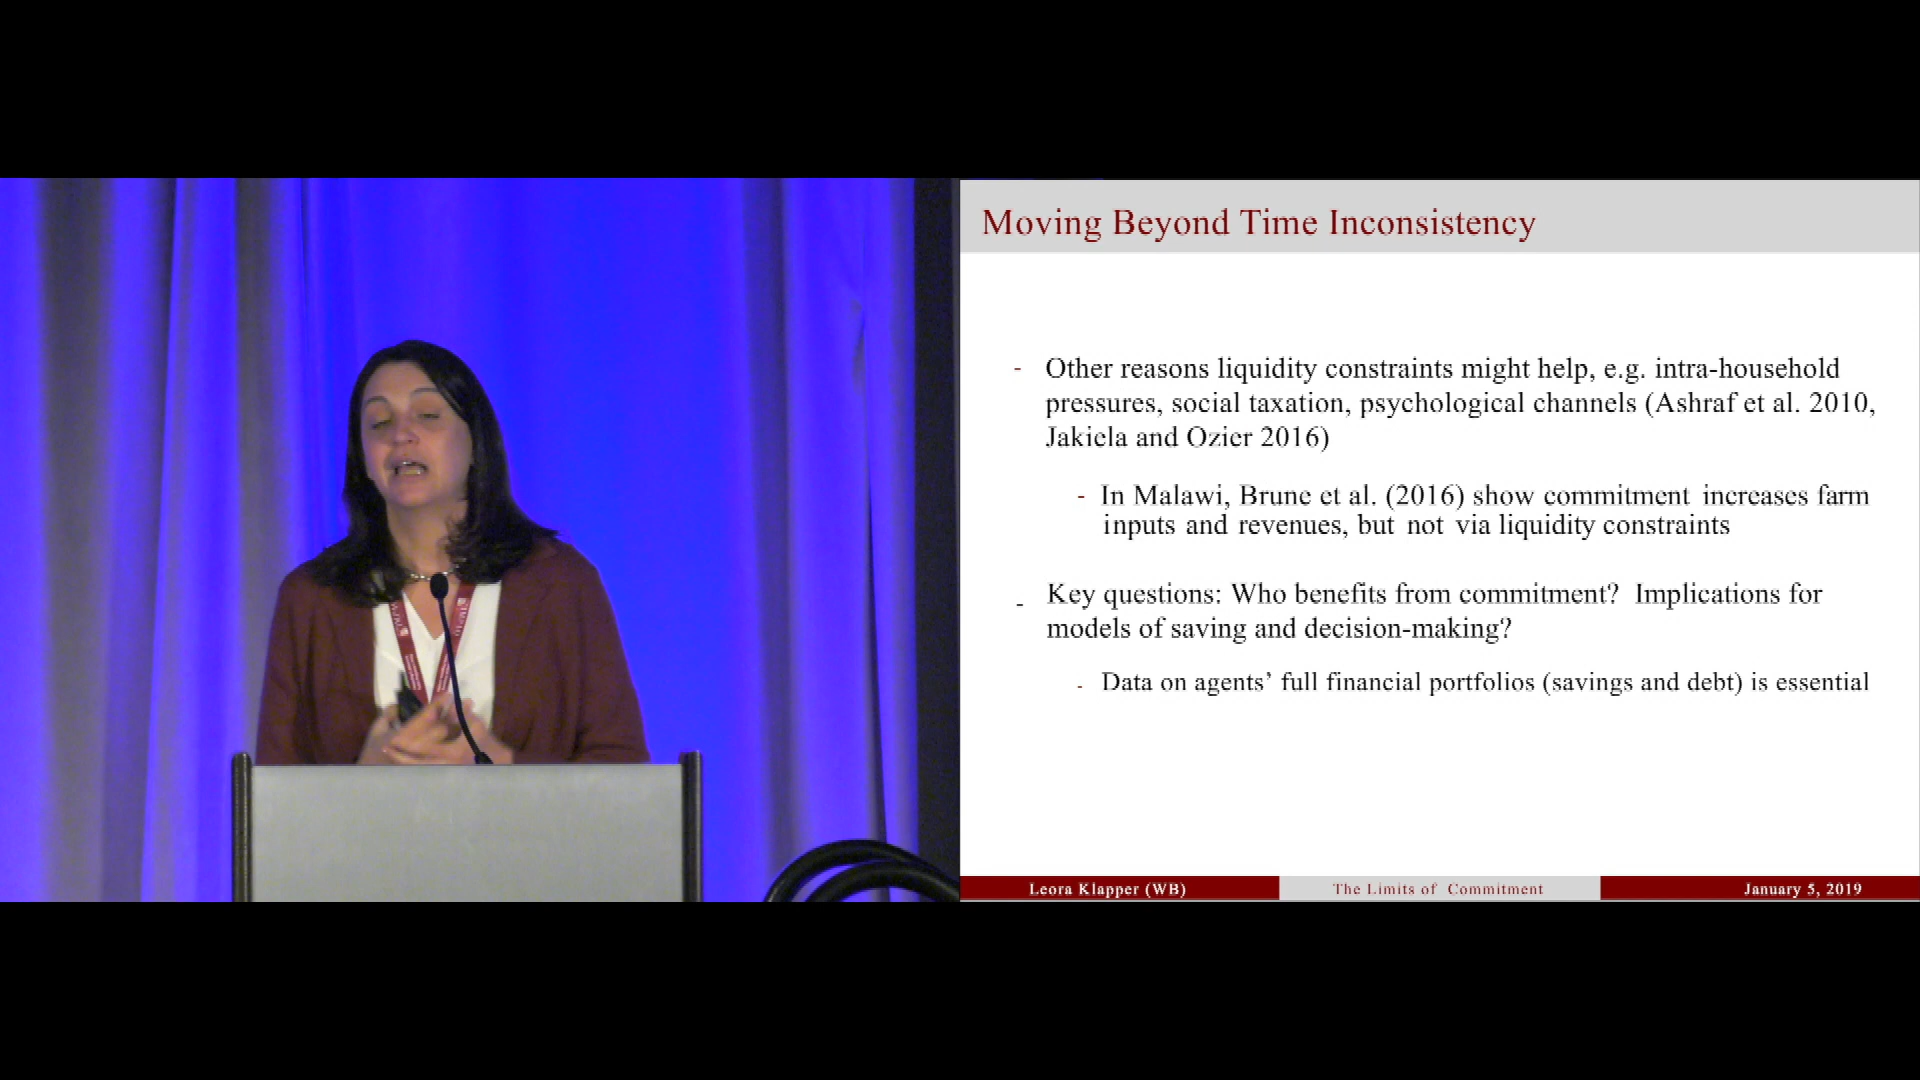 Moving Beyond Time Inconsistency
- Other reasons liquidity constraints might help, e.g. intra-household
pressures, social taxation, psychological channels (Ashraf et al. 2010,
Jakiela and Ozier 2016)
- In Malawi, Brune et al. (2016) show commitment increases farm
inputs and revenues, but not via liquidity constraints
- Key questions: Who benefits from commitment? Implications for
models of saving and decision-making?
- Data on agents’ full financial portfolios (savings and debt) is essential
Leora Klapper (WB) The Limits of Commitment January 5, 2019